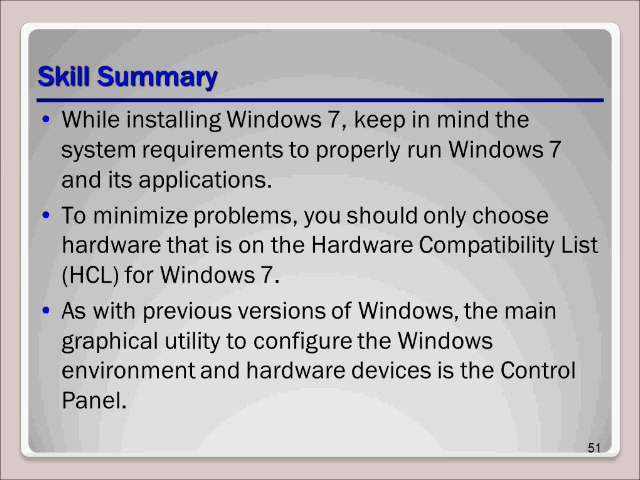 Skill Summary
• While installing Windows 7, keep in mind the
system requirements to properly run Windows 7
and its applications.
• To minimize problems, you should only choose
hardware that is on the Hardware Compatibility List
(HCL) for Windows 7.
• As with previous versions of Windows, the main
graphical utility to configure the Windows
environment and hardware devices is the Control
Panel.
51